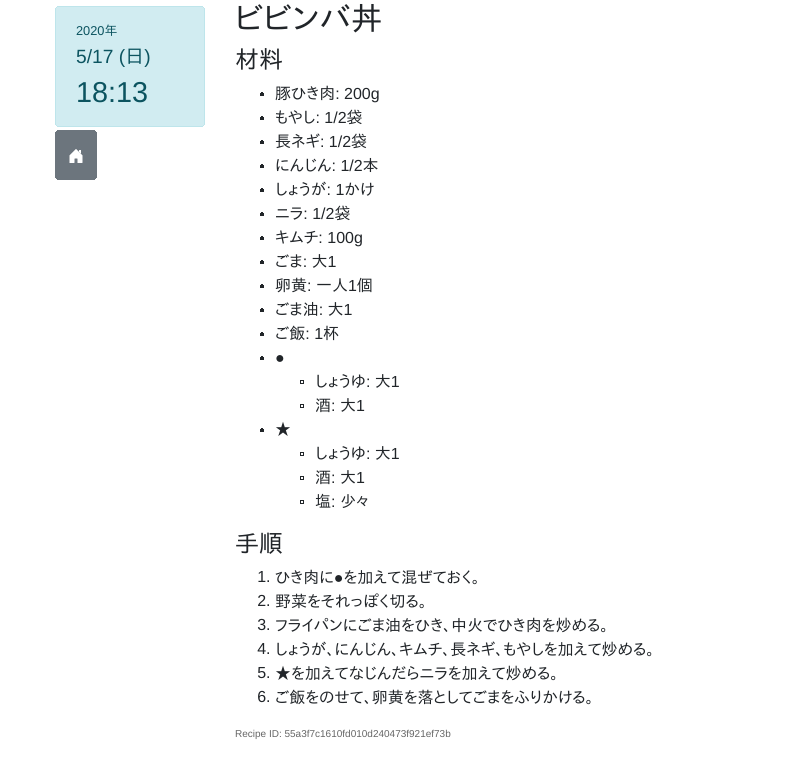 2020年
5/17 (日)
18:13
ビビンバ丼
材料
豚ひき肉: 200g
もやし: 1/2袋
長ネギ: 1/2袋
にんじん: 1/2本
しょうが: 1かけ
ニラ: 1/2袋
キムチ: 100g
ごま: 大1
卵黄: 一人1個
ごま油: 大1
ご飯: 1杯
●
しょうゆ: 大1
酒: 大1
★
しょうゆ: 大1
酒: 大1
塩: 少々
手順
1. ひき肉に●を加えて混ぜておく。
2. 野菜をそれっぽく切る。
3. フライパンにごま油をひき、中火でひき肉を炒める。
4. しょうが、にんじん、キムチ、長ネギ、もやしを加えて炒める。
5. ★を加えてなじんだらニラを加えて炒める。
6. ご飯をのせて、卵黄を落としてごまをふりかける。
Recipe ID: 55a3f7c1610fd010d240473f921ef73b